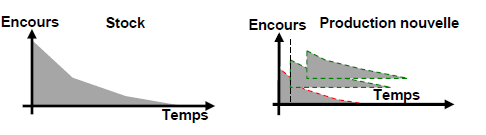 Encours
Stock
Temps
Encours
Production nouvelle
Temps